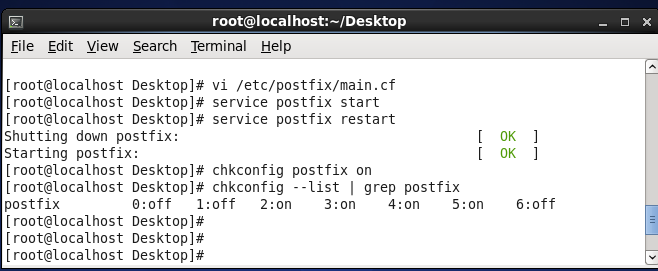 root@localhost:~/Desktop
File Edit View Search Terminal Help
[root@localhost Desktop]# vi /etc/postfix/main.cf
[root@localhost Desktop]# service postfix start
[root@localhost Desktop]# service postfix restart
Shutting down postfix: [ OK ]
Starting postfix: [ OK ]
[root@localhost Desktop]# chkconfig postfix on
[root@localhost Desktop]# chkconfig --list | grep postfix
postfix 0:off 1:off 2:on 3:on 4:on 5:on 6:off
[root@localhost Desktop]#
[root@localhost Desktop]#
[root@localhost Desktop]#